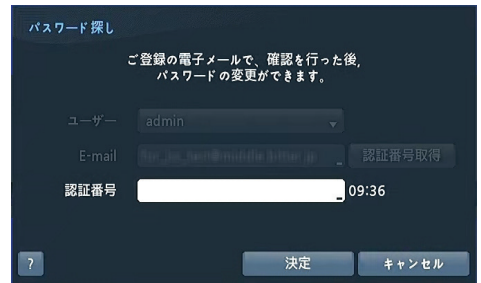 パスワード探し
ご登録の電子メールで、確認を行った後,
パスワードの変更ができます。
ユーザー admin
E-mail 認証番号取得
認証番号 09:36
? 決定 キャンセル